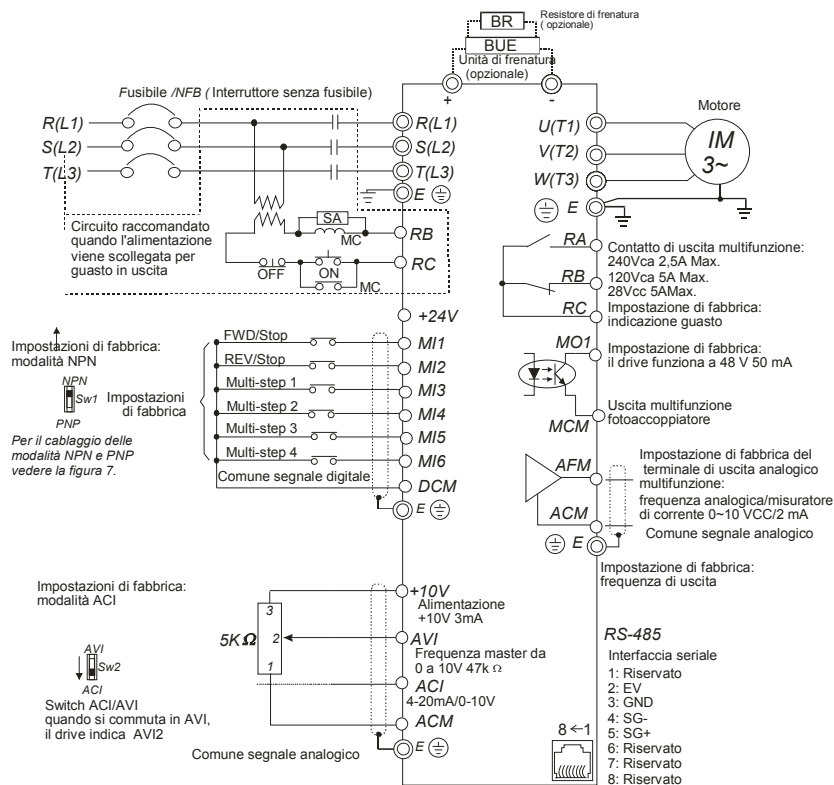 BR
Resistore di frenatura
( opzionale)
BUE
Unità di frenatura
(opzionale)
+
-
Fusibile /NFB ( Interruttore senza fusibile)
R(L1)
S(L2)
T(L3)
R(L1)
S(L2)
T(L3)
E
Circuito raccomandato
quando l'alimentazione
viene scollegata per
guasto in uscita
SA
MC
OFF
ON
MC
RB
RC
Motore
U(T1)
V(T2)
W(T3)
E
IM
3~
RA
RB
RC
Contatto di uscita multifunzione:
240Vca 2,5A Max.
120Vca 5A Max.
28Vcc 5AMax.
Impostazione di fabbrica:
indicazione guasto
+24V
Impostazioni di fabbrica:
modalità NPN
NPN
Sw1
PNP
Per il cablaggio delle
modalità NPN e PNP
vedere la figura 7.
Impostazioni
di fabbrica
FWD/Stop
MI1
REV/Stop
MI2
Multi-step 1
MI3
Multi-step 2
MI4
Multi-step 3
MI5
Multi-step 4
MI6
Comune segnale digitale
DCM
E
MO1
Impostazione di fabbrica:
il drive funziona a 48 V 50 mA
MCM
Uscita multifunzione
fotoaccoppiatore
AFM
ACM
E
Impostazione di fabbrica del
terminale di uscita analogico
multifunzione:
frequenza analogica/misuratore
di corrente 0~10 VCC/2 mA
Comune segnale analogico
Impostazione di fabbrica:
frequenza di uscita
Impostazioni di fabbrica:
modalità ACI
AVI
Sw2
ACI
Switch ACI/AVI
quando si commuta in AVI,
il drive indica AVI2
5K Ω
3
2
1
+10V
Alimentazione
+10V 3mA
AVI
Frequenza master da
0 a 10V 47k Ω
ACI
4-20mA/0-10V
ACM
Comune segnale analogico
E
RS-485
Interfaccia seriale
1: Riservato
2: EV
3: GND
4: SG-
5: SG+
6: Riservato
7: Riservato
8: Riservato
8←1